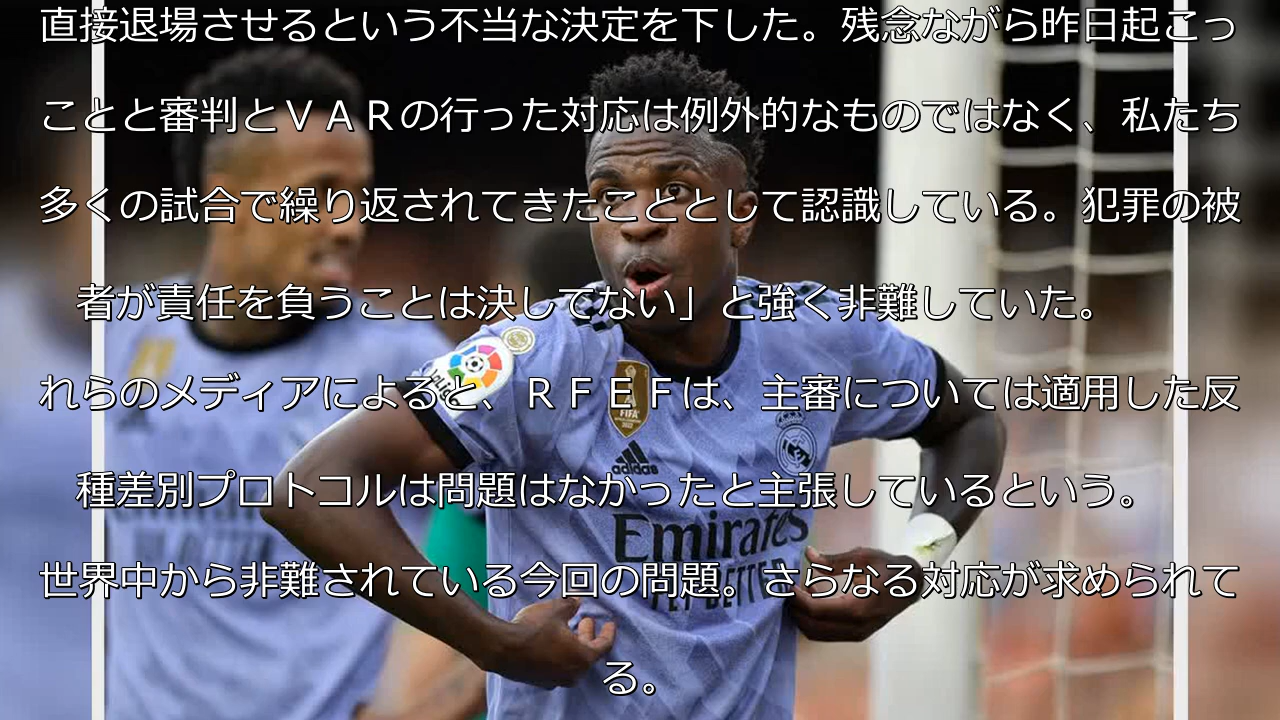 直接退場させるという不当な決定を下した。残念ながら昨日起こっ
ことと審判とＶＡＲの行った対応は例外的なものではなく、私たち
多くの試合で繰り返されてきたこととして認識している。犯罪の被
者が責任を負うことは決してない」と強く非難していた。
れらのメディアによると、ＲＦＥＦは、主審については適用した反
種差別プロトコルは問題はなかったと主張しているという。
世界中から非難されている今回の問題。さらなる対応が求められて
る。
FIFA
adidas
Emirates
FLY BETTER